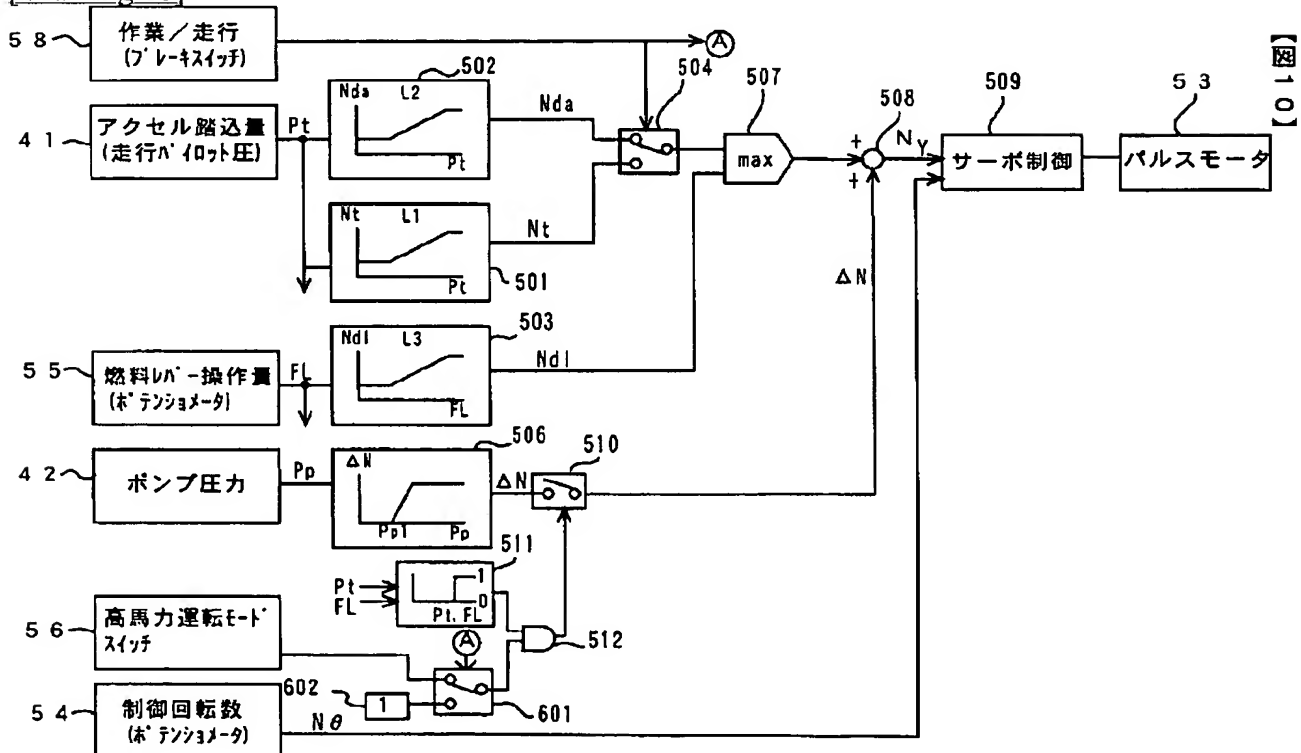 58
作業/走行
(ブレーキスイッチ)
A
【図10】
502
Nda
L2
Pt
Nda
504
507
max
508
+
+
NY
509
サーボ制御
53
パルスモータ
41
アクセル踏込量
(走行パイロット圧)
Pt
Nt
L1
Pt
Nt
501
ΔN
55
燃料レバー操作量
(ポテンショメータ)
FL
503
Ndl
L3
FL
Ndl
42
ポンプ圧力
Pp
506
ΔN
Pp1
Pp
ΔN
510
511
Pt
FL
1
0
Pt.FL
512
56
高馬力運転モード
スイッチ
A
602
1
601
54
制御回転数
(ポテンショメータ)
Nθ